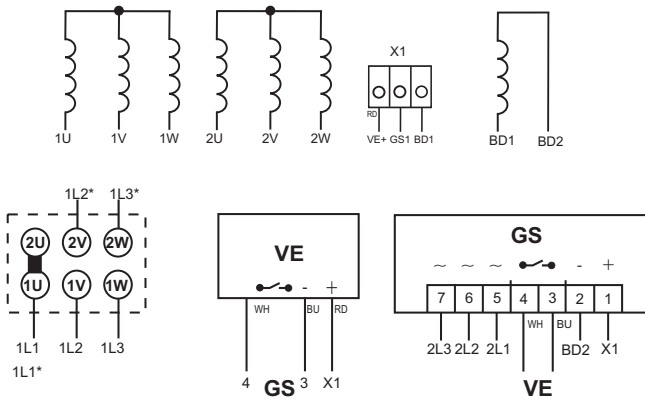 X1
RD
1U 1V 1W 2U 2V 2W VE+ GS1 BD1 BD1 BD2
1L2* 1L3*
2U 2V 2W
1U 1V 1W
1L1 1L2 1L3
1L1*
VE
- +
WH BU RD
4 GS 3 X1
GS
~ ~ ~ - +
7 6 5 4 3 2 1
WH BU
2L3 2L2 2L1 BD2 X1
VE